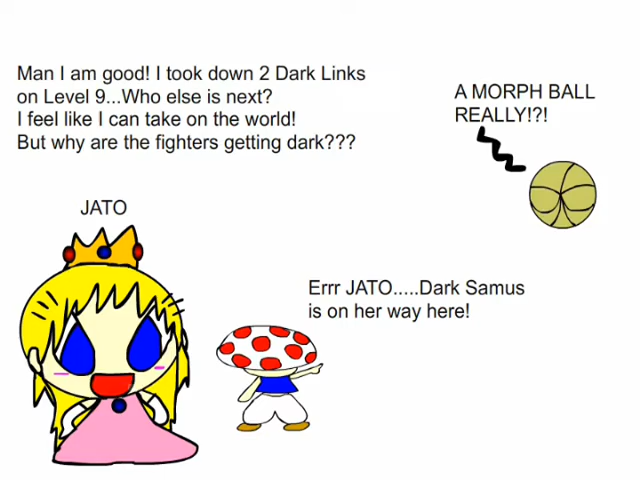 Man I am good! I took down 2 Dark Links
on Level 9...Who else is next?
I feel like I can take on the world!
But why are the fighters getting dark???
A MORPH BALL
REALLY!?!
JATO
Errr JATO.....Dark Samus
is on her way here!